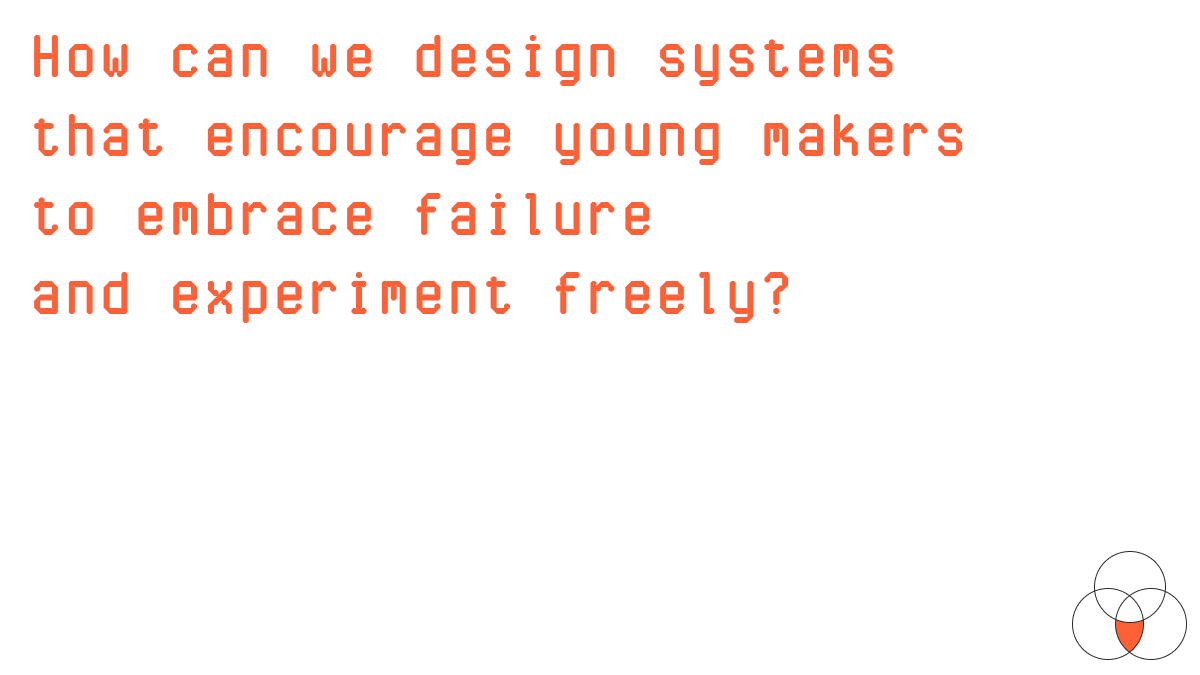 How can we design systems
that encourage young makers
to embrace failure
and experiment freely?